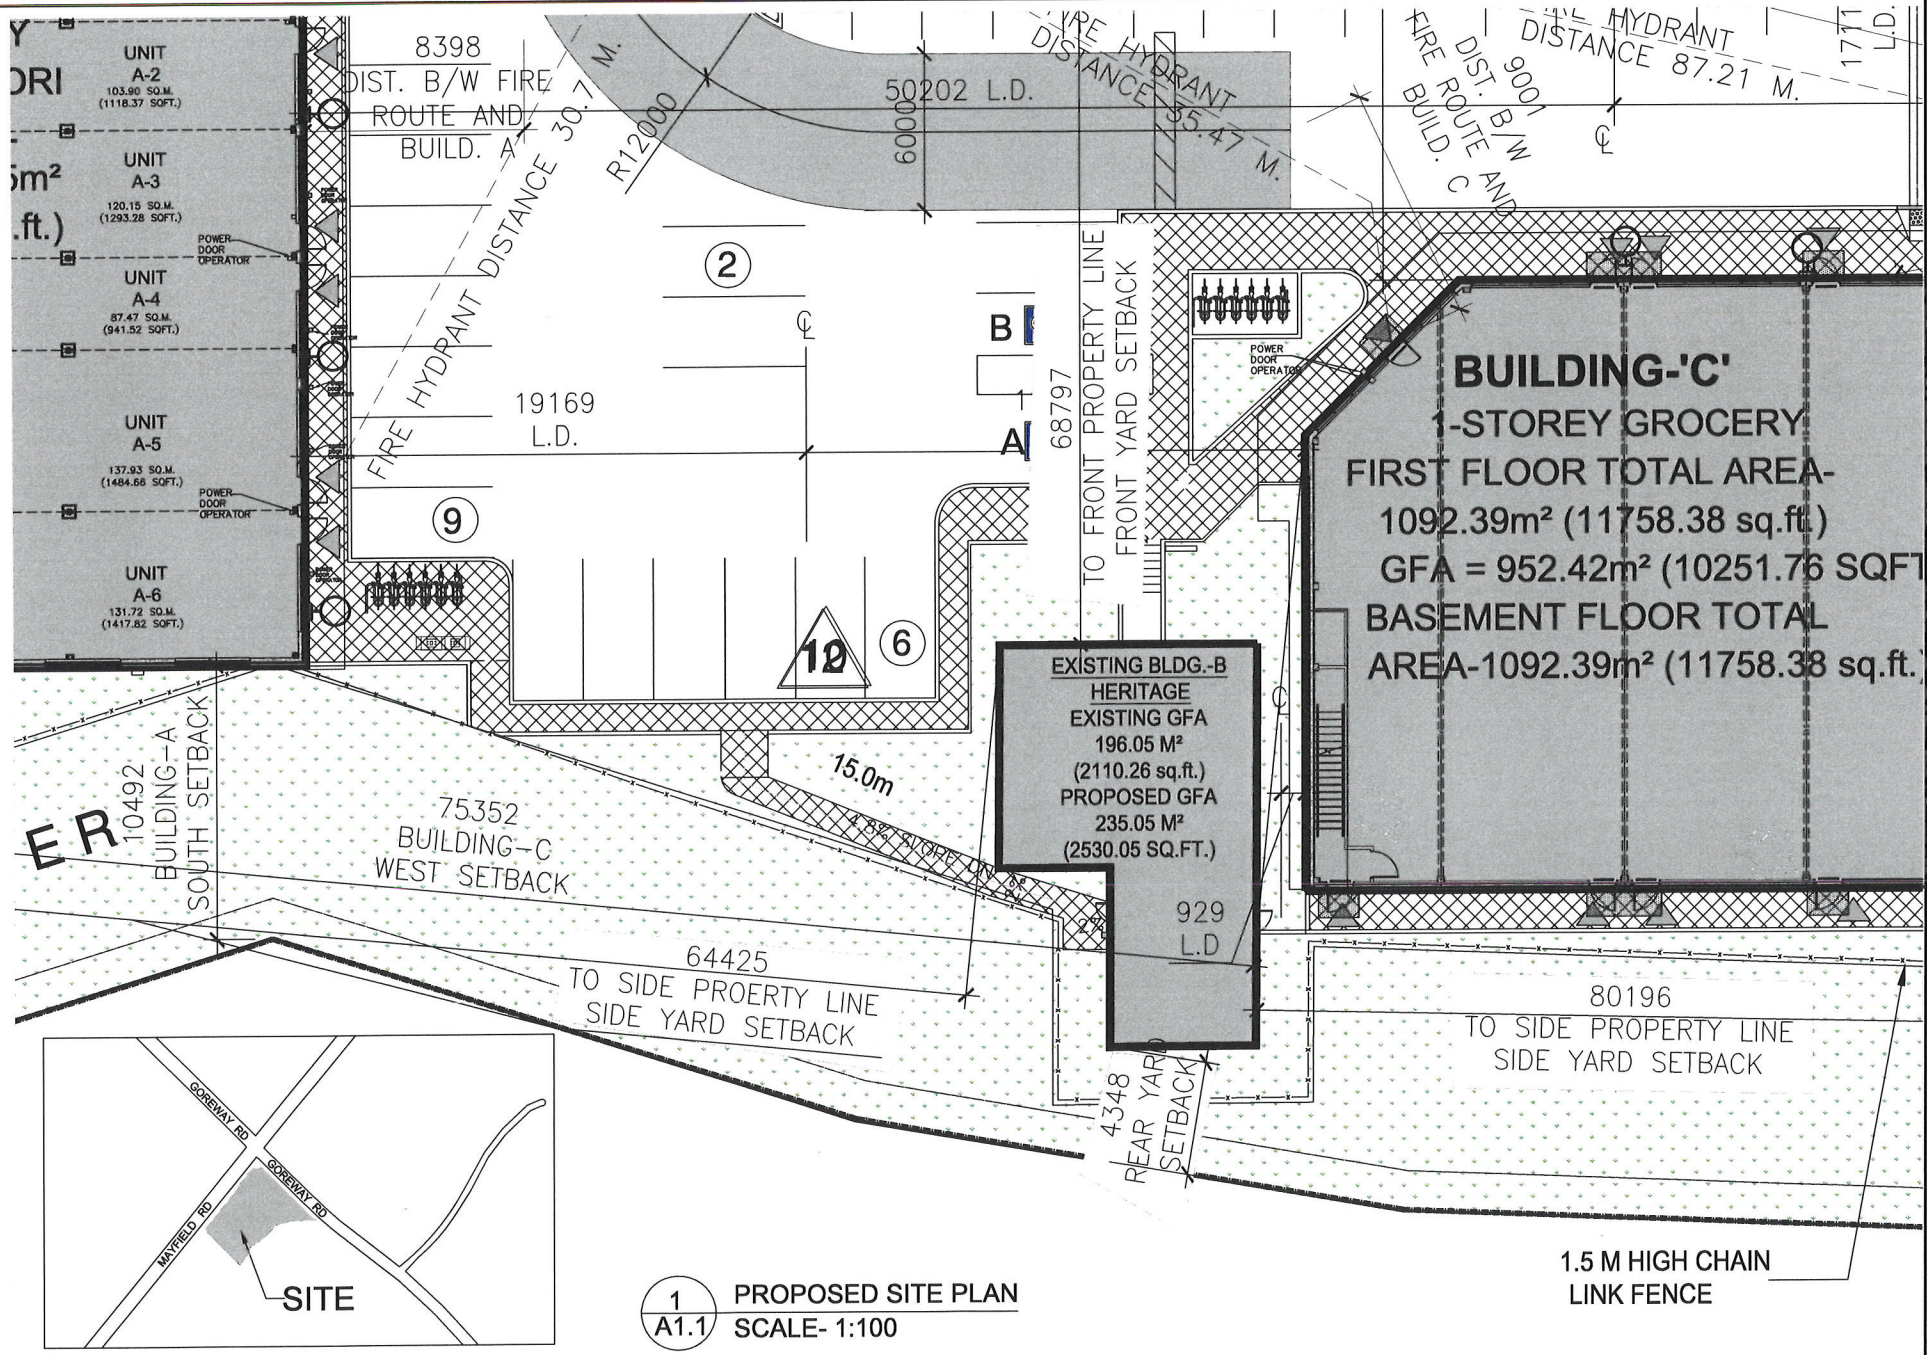 UNIT
A-2
103.90 SQ.M.
(1118.37 SQFT.)
UNIT
A-3
120.15 SQ.M.
(1293.28 SQFT.)
5m²
.ft.)
POWER
DOOR
OPERATOR
UNIT
A-4
87.47 SQ.M.
(941.52 SQFT.)
UNIT
A-5
137.93 SQ.M.
(1484.66 SQFT.)
POWER
DOOR
OPERATOR
UNIT
A-6
131.72 SQ.M.
(1417.82 SQFT.)
8398
DIST. B/W FIRE
ROUTE AND
BUILD. A
FIRE HYDRANT DISTANCE 30.7 M.
R12000
50202 L.D.
6000
FIRE HYDRANT
DISTANCE 35.47 M.
9001
DIST. B/W
FIRE ROUTE AND
BUILD. C
FIRE HYDRANT
DISTANCE 87.21 M.
1711
L.D.
2
19169
L.D.
9
6
B
A
68797
TO FRONT PROPERTY LINE
FRONT YARD SETBACK
POWER
DOOR
OPERATOR
BUILDING-'C'
1-STOREY GROCERY
FIRST FLOOR TOTAL AREA-
1092.39m² (11758.38 sq.ft.)
GFA = 952.42m² (10251.76 SQFT
BASEMENT FLOOR TOTAL
AREA-1092.39m² (11758.38 sq.ft.)
EXISTING BLDG.-B
HERITAGE
EXISTING GFA
196.05 M²
(2110.26 sq.ft.)
PROPOSED GFA
235.05 M²
(2530.05 SQ.FT.)
929
L.D
15.0m
4.8% SLOPE DN
2%
E R
10492
BUILDING-A
SOUTH SETBACK
75352
BUILDING-C
WEST SETBACK
64425
TO SIDE PROERTY LINE
SIDE YARD SETBACK
80196
TO SIDE PROPERTY LINE
SIDE YARD SETBACK
4348
REAR YARD
SETBACK
GOREWAY RD
GOREWAY RD
MAYFIELD RD
SITE
1
A1.1
PROPOSED SITE PLAN
SCALE- 1:100
1.5 M HIGH CHAIN
LINK FENCE